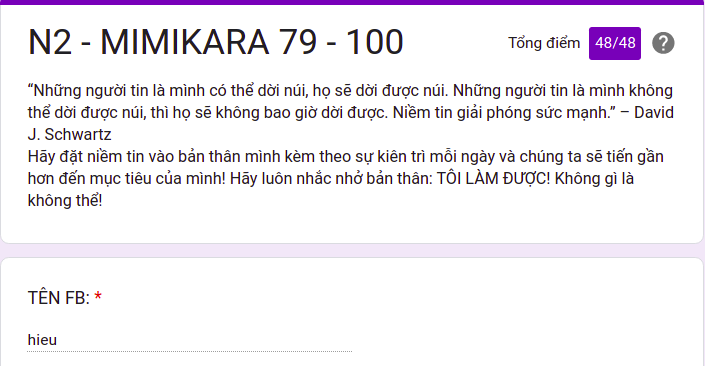 N2 - MIMIKARA 79 - 100
Tổng điểm 48/48
“Những người tin là mình có thể dời núi, họ sẽ dời được núi. Những người tin là mình không
thể dời được núi, thì họ sẽ không bao giờ dời được. Niềm tin giải phóng sức mạnh.” – David
J. Schwartz
Hãy đặt niềm tin vào bản thân mình kèm theo sự kiên trì mỗi ngày và chúng ta sẽ tiến gần
hơn đến mục tiêu của mình! Hãy luôn nhắc nhở bản thân: TÔI LÀM ĐƯỢC! Không gì là
không thể!
TÊN FB: *
hieu